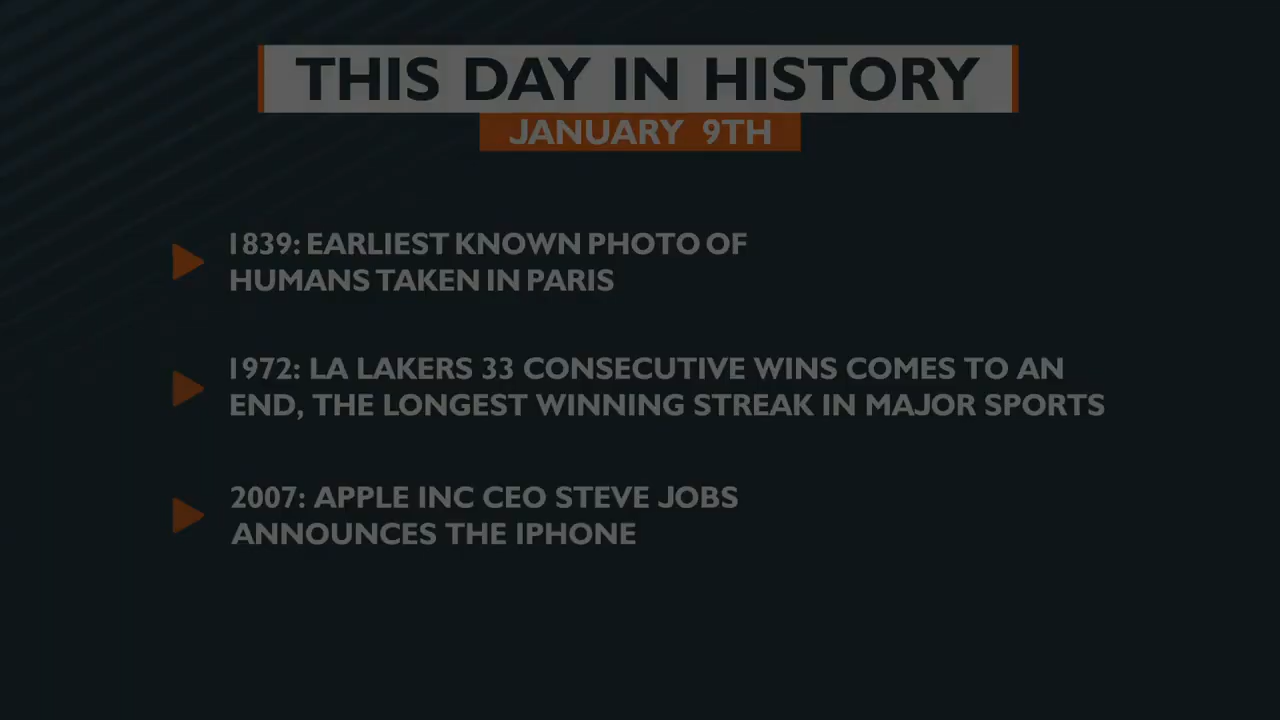 THIS DAY IN HISTORY
JANUARY 9TH
1839: EARLIEST KNOWN PHOTO OF
HUMANS TAKEN IN PARIS
1972: LA LAKERS 33 CONSECUTIVE WINS COMES TO AN
END, THE LONGEST WINNING STREAK IN MAJOR SPORTS
2007: APPLE INC CEO STEVE JOBS
ANNOUNCES THE IPHONE